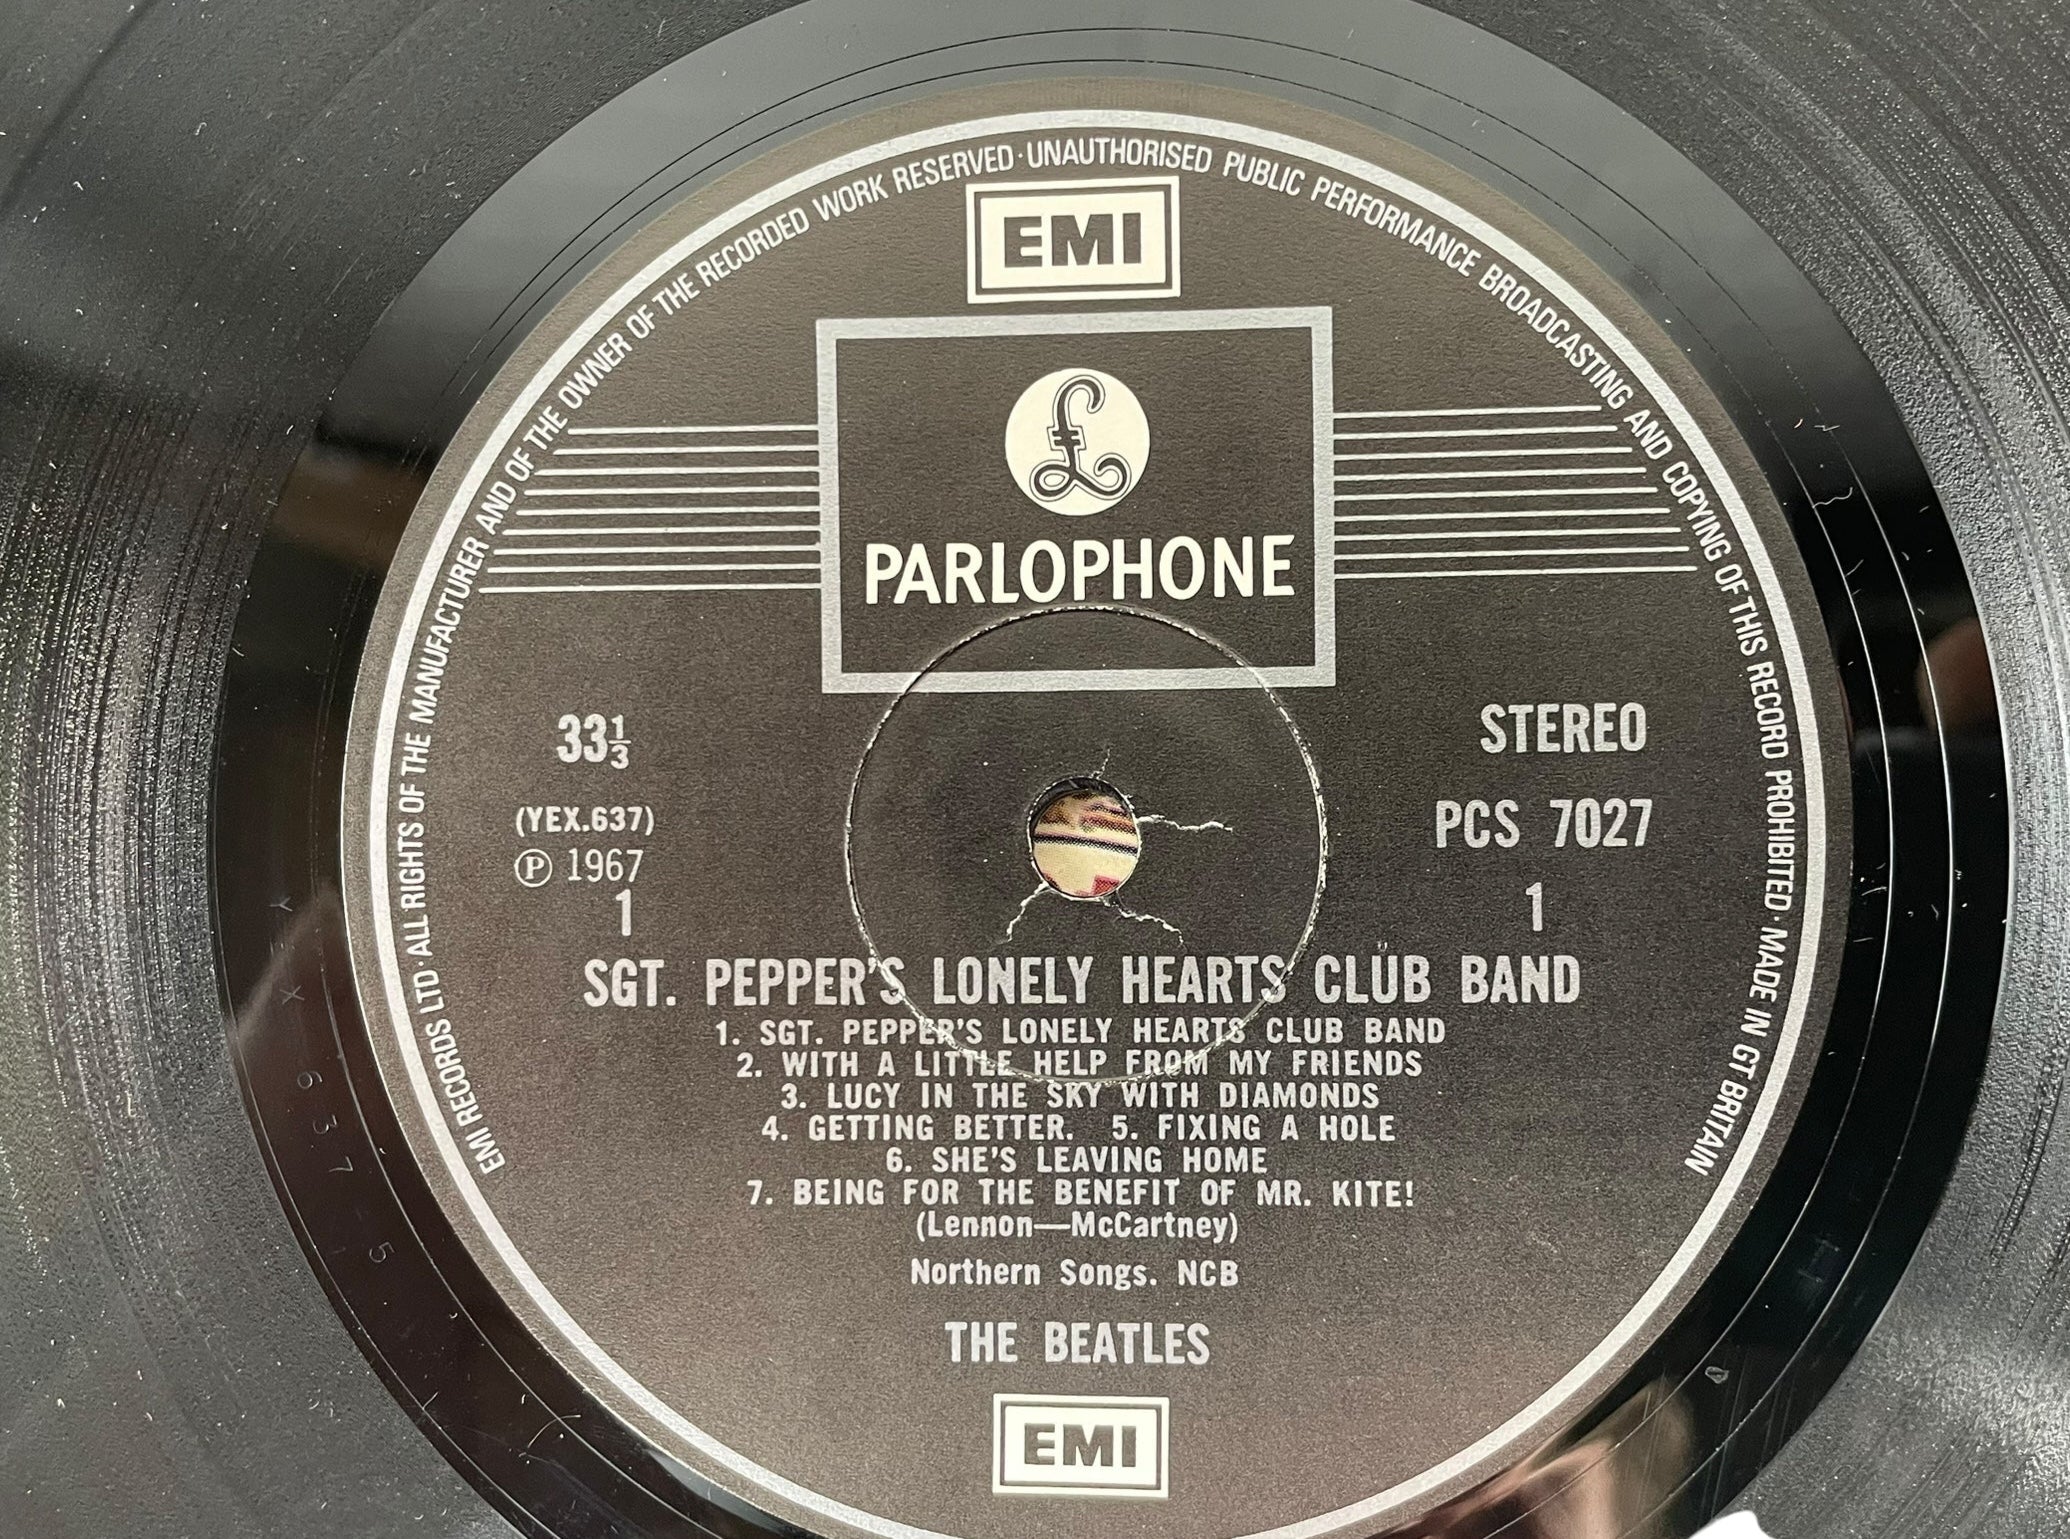 EMI RECORDS LTD · ALL RIGHTS OF THE MANUFACTURER AND OF THE OWNER OF THE RECORDED WORK RESERVED · UNAUTHORISED PUBLIC PERFORMANCE BROADCASTING AND COPYING OF THIS RECORD PROHIBITED · MADE IN GT BRITAIN
EMI
£
PARLOPHONE
33⅓
STEREO
(YEX.637)
PCS 7027
℗ 1967
1
1
SGT. PEPPER'S LONELY HEARTS CLUB BAND
1. SGT. PEPPER'S LONELY HEARTS CLUB BAND
2. WITH A LITTLE HELP FROM MY FRIENDS
3. LUCY IN THE SKY WITH DIAMONDS
4. GETTING BETTER. 5. FIXING A HOLE
6. SHE'S LEAVING HOME
7. BEING FOR THE BENEFIT OF MR. KITE!
(Lennon—McCartney)
Northern Songs. NCB
THE BEATLES
EMI